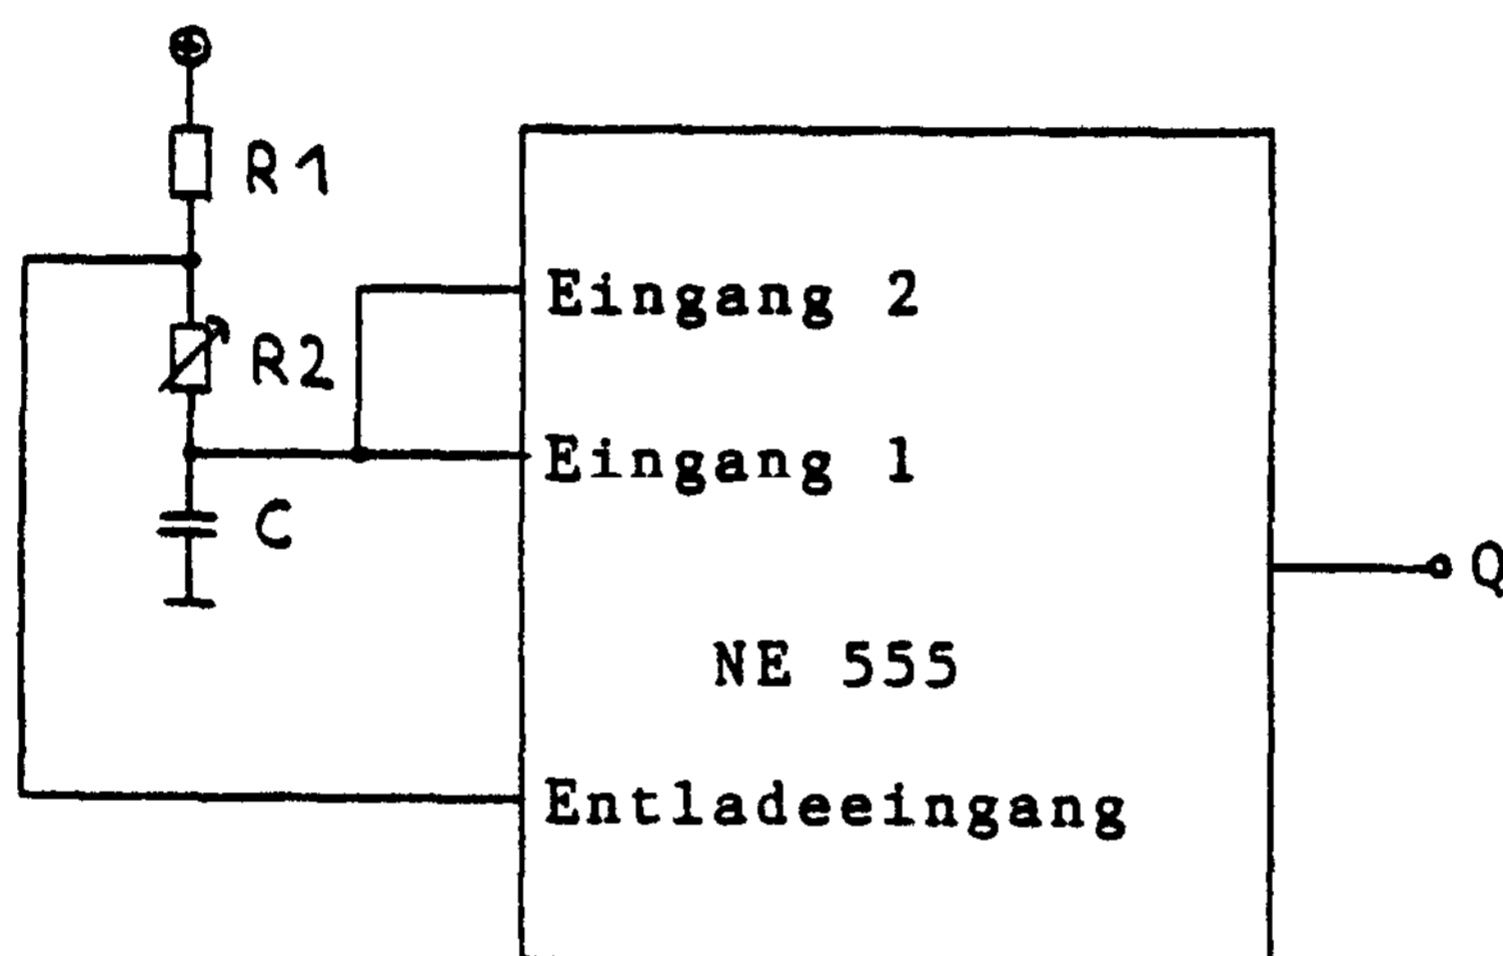 R1
Eingang 2
R2
Eingang 1
C
Q
NE 555
Entladeeingang